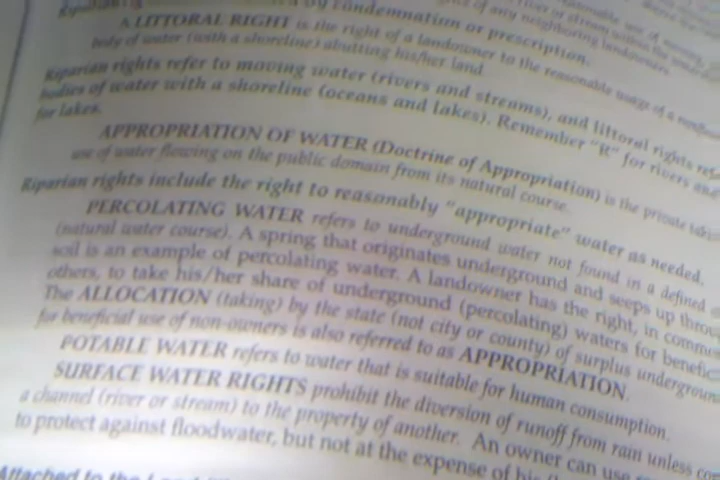 by condemnation or prescription.
of any neighboring landowners
A LITTORAL RIGHT is the right of a landowner to the reasonable usage of a
body of water (with a shoreline) abutting his/her land.
Riparian rights refer to moving water (rivers and streams), and littoral rights
bodies of water with a shoreline (oceans and lakes). Remember "R" for rivers and
for lakes.
APPROPRIATION OF WATER (Doctrine of Appropriation) is the private
use of water flowing on the public domain from its natural course.
Riparian rights include the right to reasonably "appropriate" water as needed.
PERCOLATING WATER refers to underground water not found in a defined
(natural water course). A spring that originates underground and seeps up
soil is an example of percolating water. A landowner has the right, in
others, to take his/her share of underground (percolating) waters for
The ALLOCATION (taking) by the state (not city or county) of surplus
for beneficial use of non-owners is also referred to as APPROPRIATION.
POTABLE WATER refers to water that is suitable for human consumption.
SURFACE WATER RIGHTS prohibit the diversion of runoff from rain unless
a channel (river or stream) to the property of another. An owner can use
to protect against floodwater, but not at the expense of his
Attached to the